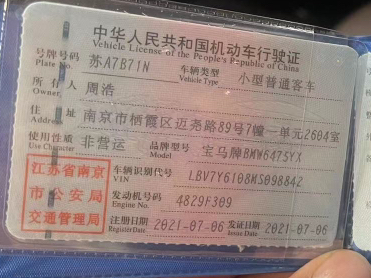 中华人民共和国机动车行驶证
Vehicle License of the People's Republic of China
号牌号码 苏A7B71N 车辆类型 小型普通客车
Plate No. Vehicle Type
所有人 周浩
Owner
住址 南京市栖霞区迈尧路89号7幢一单元2604室
Address
使用性质 非营运 品牌型号 宝马牌BMW6475YX
Use Character Model
江苏省南京
市公安局
交通管理局
车辆识别代号 LBV7Y6108MS098842
VIN
发动机号码 4829F309
Engine No.
注册日期 2021-07-06 发证日期 2021-07-06
Register Date Issue Date